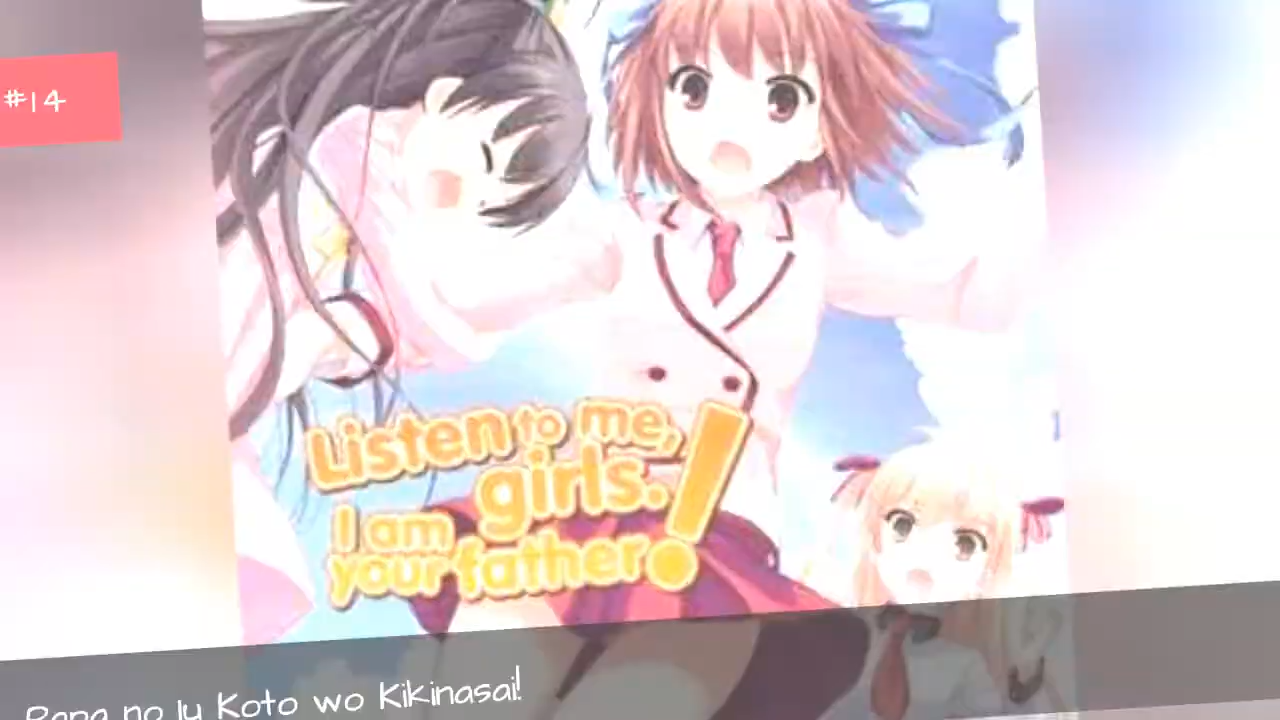 #14
Listen to me,
girls.
I am
your father!
Papa no Iu Koto wo Kikinasai!